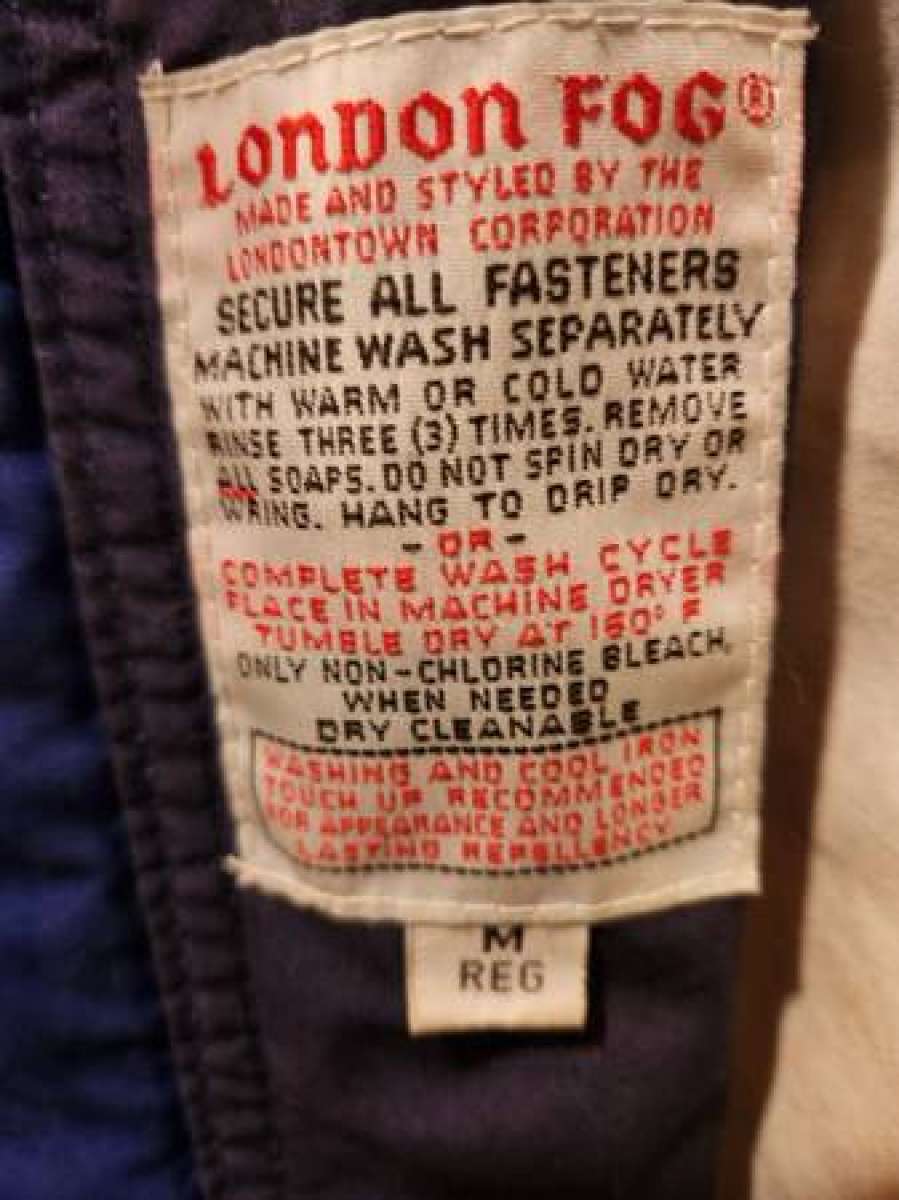 LONDON FOG®
MADE AND STYLED BY THE
LONDONTOWN CORPORATION
SECURE ALL FASTENERS
MACHINE WASH SEPARATELY
WITH WARM OR COLD WATER
RINSE THREE (3) TIMES. REMOVE
ALL SOAPS. DO NOT SPIN DRY OR
WRING. HANG TO DRIP DRY.
- OR -
COMPLETE WASH CYCLE
PLACE IN MACHINE DRYER
TUMBLE DRY AT 160° F
ONLY NON-CHLORINE BLEACH,
WHEN NEEDED
DRY CLEANABLE
WASHING AND COOL IRON
TOUCH UP RECOMMENDED
FOR APPEARANCE AND LONGER
LASTING REPELLENCY
M
REG